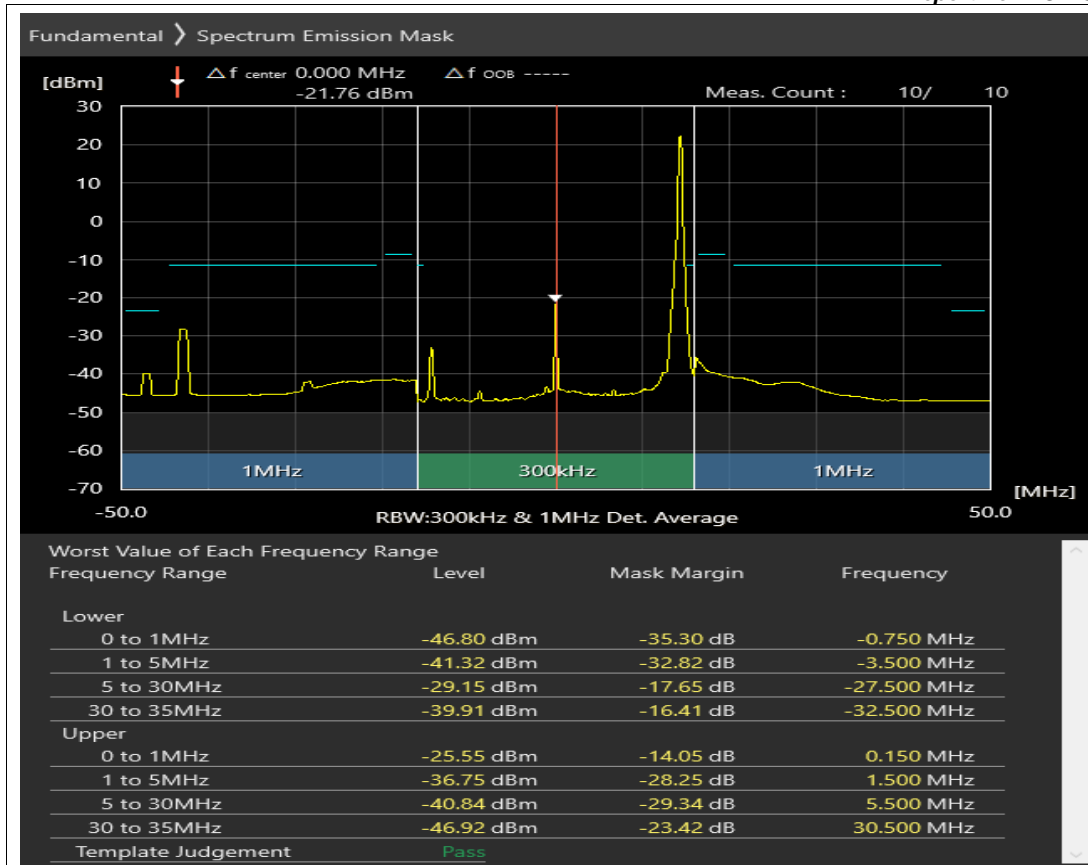 Fundamental 〉 Spectrum Emission Mask
△ f center 0.000 MHz △ f OOB -----
[dBm]
-21.76 dBm Meas. Count : 10/ 10
30
20
10
0
-10
-20
-30
-40
-50
-60
1MHz 300kHz 1MHz
-70
[MHz]
-50.0 RBW:300kHz & 1MHz Det. Average 50.0
Worst Value of Each Frequency Range
Frequency Range Level Mask Margin Frequency
Lower
0 to 1MHz -46.80 dBm -35.30 dB -0.750 MHz
1 to 5MHz -41.32 dBm -32.82 dB -3.500 MHz
5 to 30MHz -29.15 dBm -17.65 dB -27.500 MHz
30 to 35MHz -39.91 dBm -16.41 dB -32.500 MHz
Upper
0 to 1MHz -25.55 dBm -14.05 dB 0.150 MHz
1 to 5MHz -36.75 dBm -28.25 dB 1.500 MHz
5 to 30MHz -40.84 dBm -29.34 dB 5.500 MHz
30 to 35MHz -46.92 dBm -23.42 dB 30.500 MHz
Template Judgement Pass